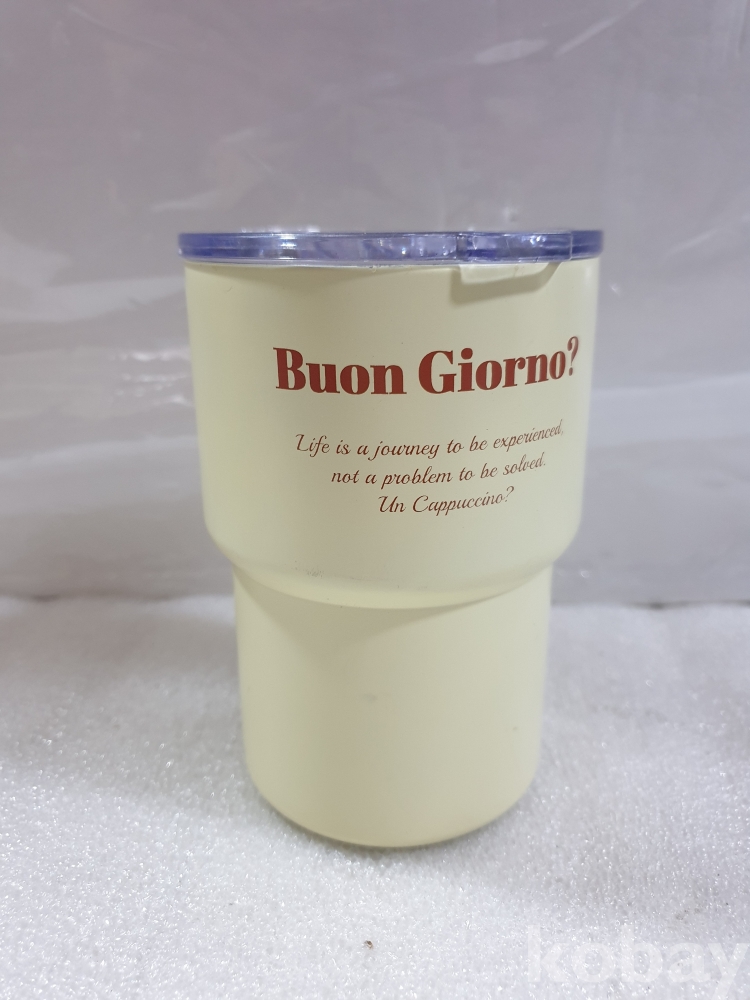 Buon Giorno?
Life is a journey to be experienced,
not a problem to be solved.
Un Cappuccino?
kobay